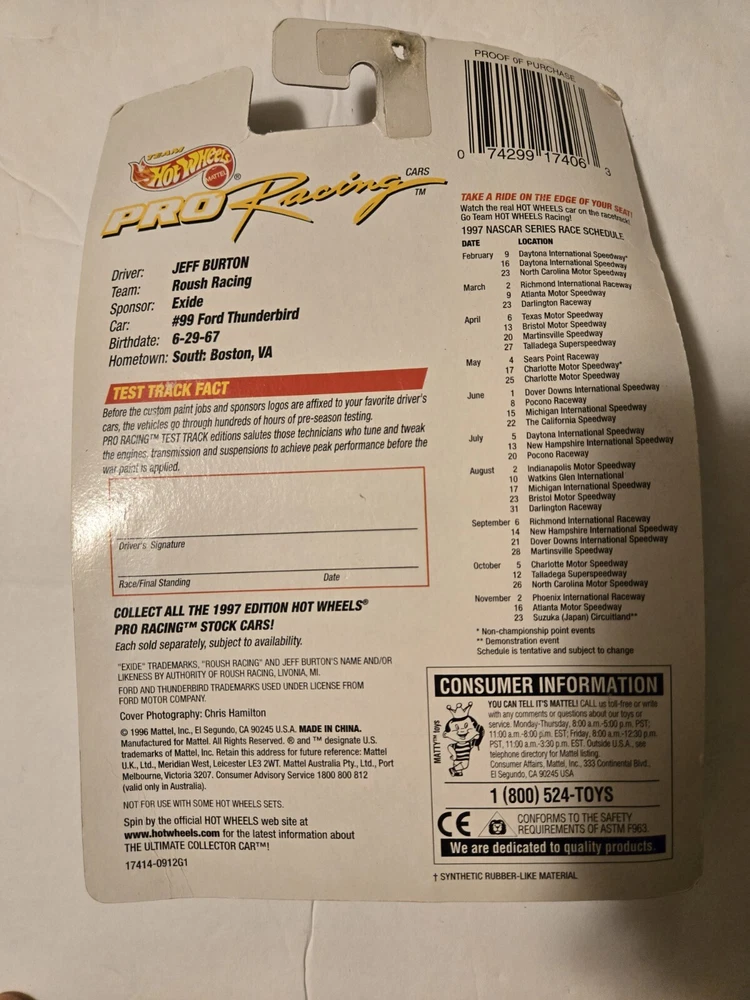 PROOF OF PURCHASE
0 74299 17406 3
TEAM
HOT WHEELS
MATTEL ®
PRO Racing CARS ™
Driver: JEFF BURTON
Team: Roush Racing
Sponsor: Exide
Car: #99 Ford Thunderbird
Birthdate: 6-29-67
Hometown: South Boston, VA
TEST TRACK FACT
Before the custom paint jobs and sponsors logos are affixed to your favorite driver's
cars, the vehicles go through hundreds of hours of pre-season testing.
PRO RACING™ TEST TRACK editions salutes those technicians who tune and tweak
the engines, transmission and suspensions to achieve peak performance before the
war paint is applied.
Driver's Signature
Race/Final Standing Date
COLLECT ALL THE 1997 EDITION HOT WHEELS®
PRO RACING™ STOCK CARS!
Each sold separately, subject to availability.
"EXIDE" TRADEMARKS, "ROUSH RACING" AND JEFF BURTON'S NAME AND/OR
LIKENESS BY AUTHORITY OF ROUSH RACING, LIVONIA, MI.
FORD AND THUNDERBIRD TRADEMARKS USED UNDER LICENSE FROM
FORD MOTOR COMPANY.
Cover Photography: Chris Hamilton
© 1996 Mattel, Inc., El Segundo, CA 90245 U.S.A. MADE IN CHINA.
Manufactured for Mattel. All Rights Reserved. ® and ™ designate U.S.
trademarks of Mattel, Inc. Retain this address for future reference: Mattel
U.K., Ltd., Meridian West, Leicester LE3 2WT. Mattel Australia Pty., Ltd., Port
Melbourne, Victoria 3207. Consumer Advisory Service 1800 800 812
(valid only in Australia).
NOT FOR USE WITH SOME HOT WHEELS SETS.
Spin by the official HOT WHEELS web site at
www.hotwheels.com for the latest information about
THE ULTIMATE COLLECTOR CAR™!
17414-0912G1
TAKE A RIDE ON THE EDGE OF YOUR SEAT!
Watch the real HOT WHEELS car on the racetrack!
Go Team HOT WHEELS Racing!
1997 NASCAR SERIES RACE SCHEDULE
DATE LOCATION
February 9 Daytona International Speedway*
16 Daytona International Speedway
23 North Carolina Motor Speedway
March 2 Richmond International Raceway
9 Atlanta Motor Speedway
23 Darlington Raceway
April 6 Texas Motor Speedway
13 Bristol Motor Speedway
20 Martinsville Speedway
27 Talladega Superspeedway
May 4 Sears Point Raceway
17 Charlotte Motor Speedway*
25 Charlotte Motor Speedway
June 1 Dover Downs International Speedway
8 Pocono Raceway
15 Michigan International Speedway
22 The California Speedway
July 5 Daytona International Speedway
13 New Hampshire International Speedway
20 Pocono Raceway
August 2 Indianapolis Motor Speedway
10 Watkins Glen International
17 Michigan International Speedway
23 Bristol Motor Speedway
31 Darlington Raceway
September 6 Richmond International Raceway
14 New Hampshire International Speedway
21 Dover Downs International Speedway
28 Martinsville Speedway
October 5 Charlotte Motor Speedway
12 Talladega Superspeedway
26 North Carolina Motor Speedway
November 2 Phoenix International Raceway
16 Atlanta Motor Speedway
23 Suzuka (Japan) Circuitland**
* Non-championship point events
** Demonstration event
Schedule is tentative and subject to change
CONSUMER INFORMATION
MATTY™ toys
YOU CAN TELL IT'S MATTEL! CALL us toll-free or write
with any comments or questions about our toys or
service. Monday-Thursday, 8:00 a.m.-5:00 p.m. PST;
11:00 a.m.-8:00 p.m. EST; Friday, 8:00 a.m.-12:30 p.m.
PST, 11:00 a.m.-3:30 p.m. EST. Outside U.S.A., see
telephone directory for Mattel listing.
Consumer Affairs, Mattel, Inc., 333 Continental Blvd.,
El Segundo, CA 90245 USA
1 (800) 524-TOYS
CE
CONFORMS TO THE SAFETY
REQUIREMENTS OF ASTM F963.
We are dedicated to quality products.
† SYNTHETIC RUBBER-LIKE MATERIAL